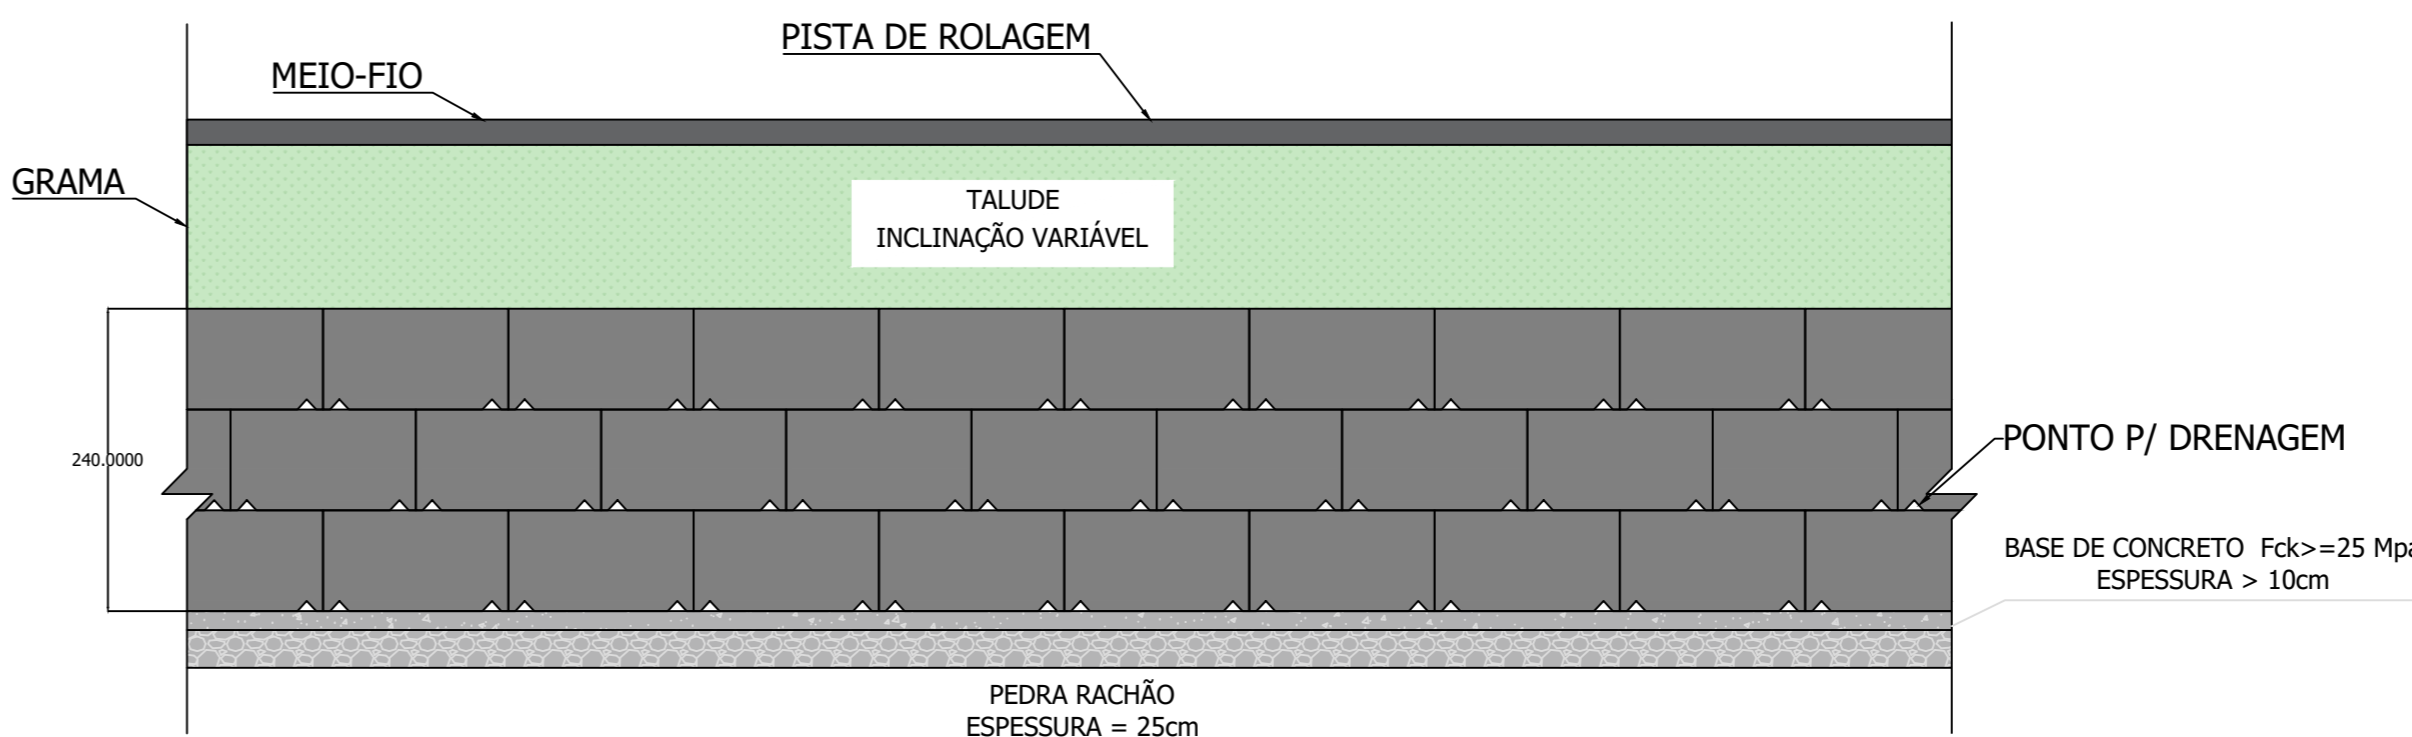 PISTA DE ROLAGEM
MEIO-FIO
GRAMA
TALUDE
INCLINAÇÃO VARIÁVEL
240.0000
PONTO P/ DRENAGEM
BASE DE CONCRETO Fck>=25 Mpa
ESPESSURA > 10cm
PEDRA RACHÃO
ESPESSURA = 25cm